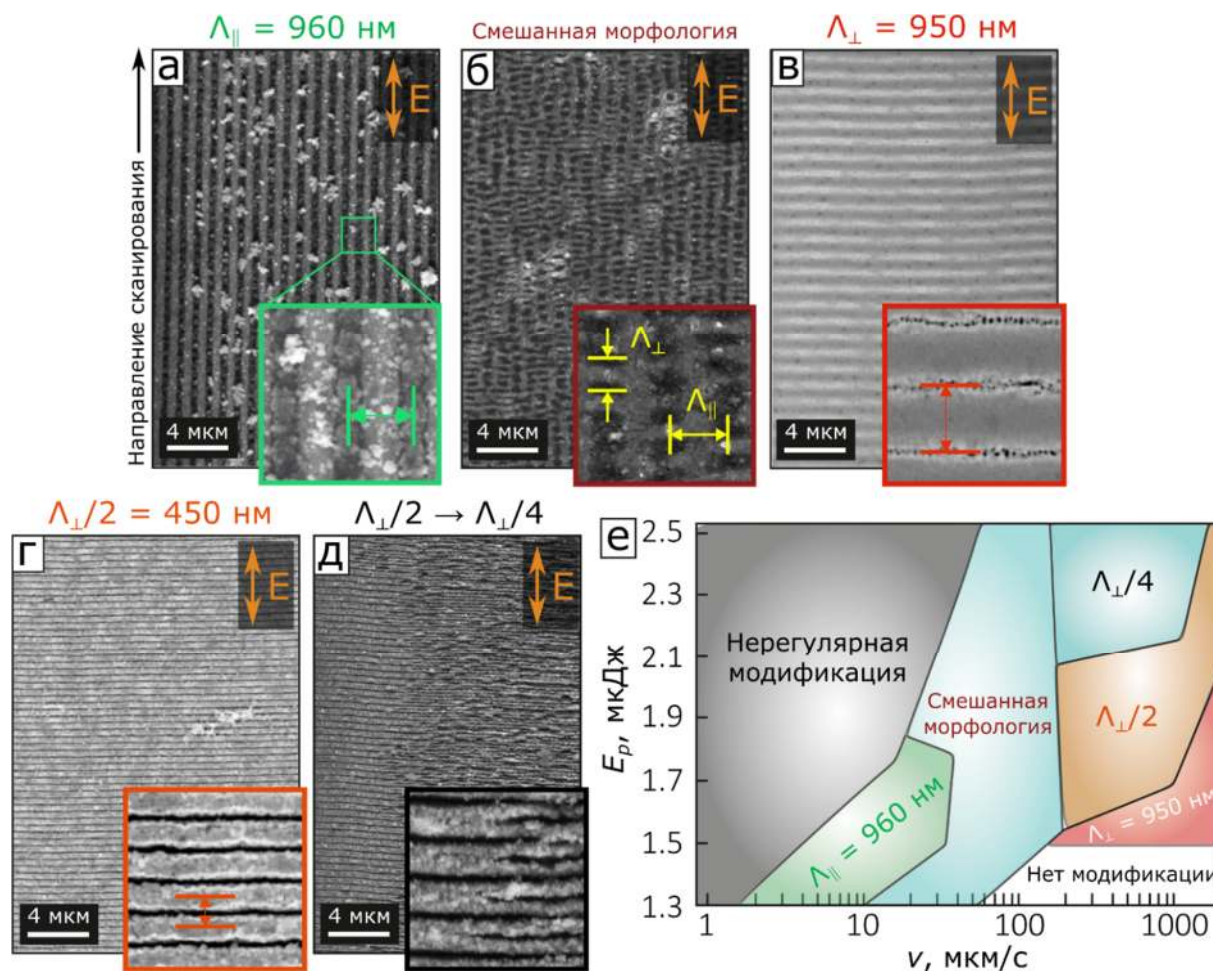 Λ∥ = 960 нм
Смешанная морфология
Λ⊥ = 950 нм
Направление сканирования
а
E
4 мкм
б
E
Λ⊥
Λ∥
4 мкм
в
E
4 мкм
Λ⊥/2 = 450 нм
Λ⊥/2 → Λ⊥/4
г
E
4 мкм
д
E
4 мкм
е
Eₚ, мкДж
2.5
2.3
2.1
1.9
1.7
1.5
1.3
Нерегулярная
модификация
Смешанная
морфология
Λ⊥/4
Λ⊥/2
Λ∥ = 960 нм
Λ⊥ = 950 нм
Нет модификации
1
10
100
1000
v, мкм/с